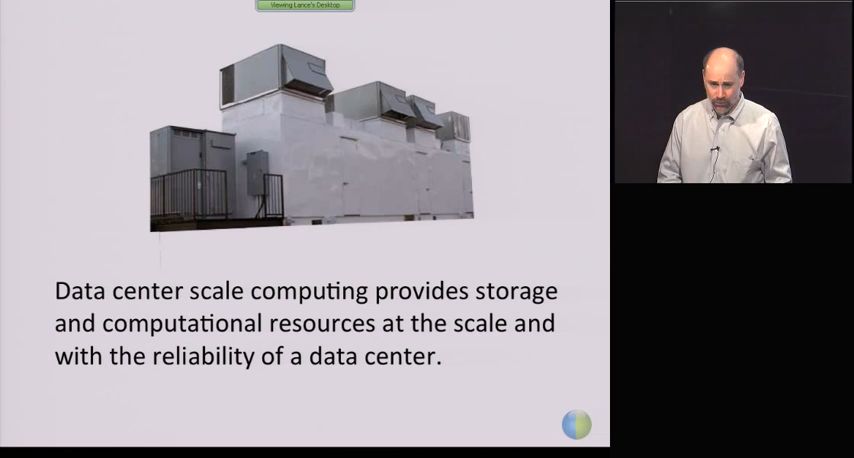 Viewing Lance's Desktop
Data center scale computing provides storage
and computational resources at the scale and
with the reliability of a data center.